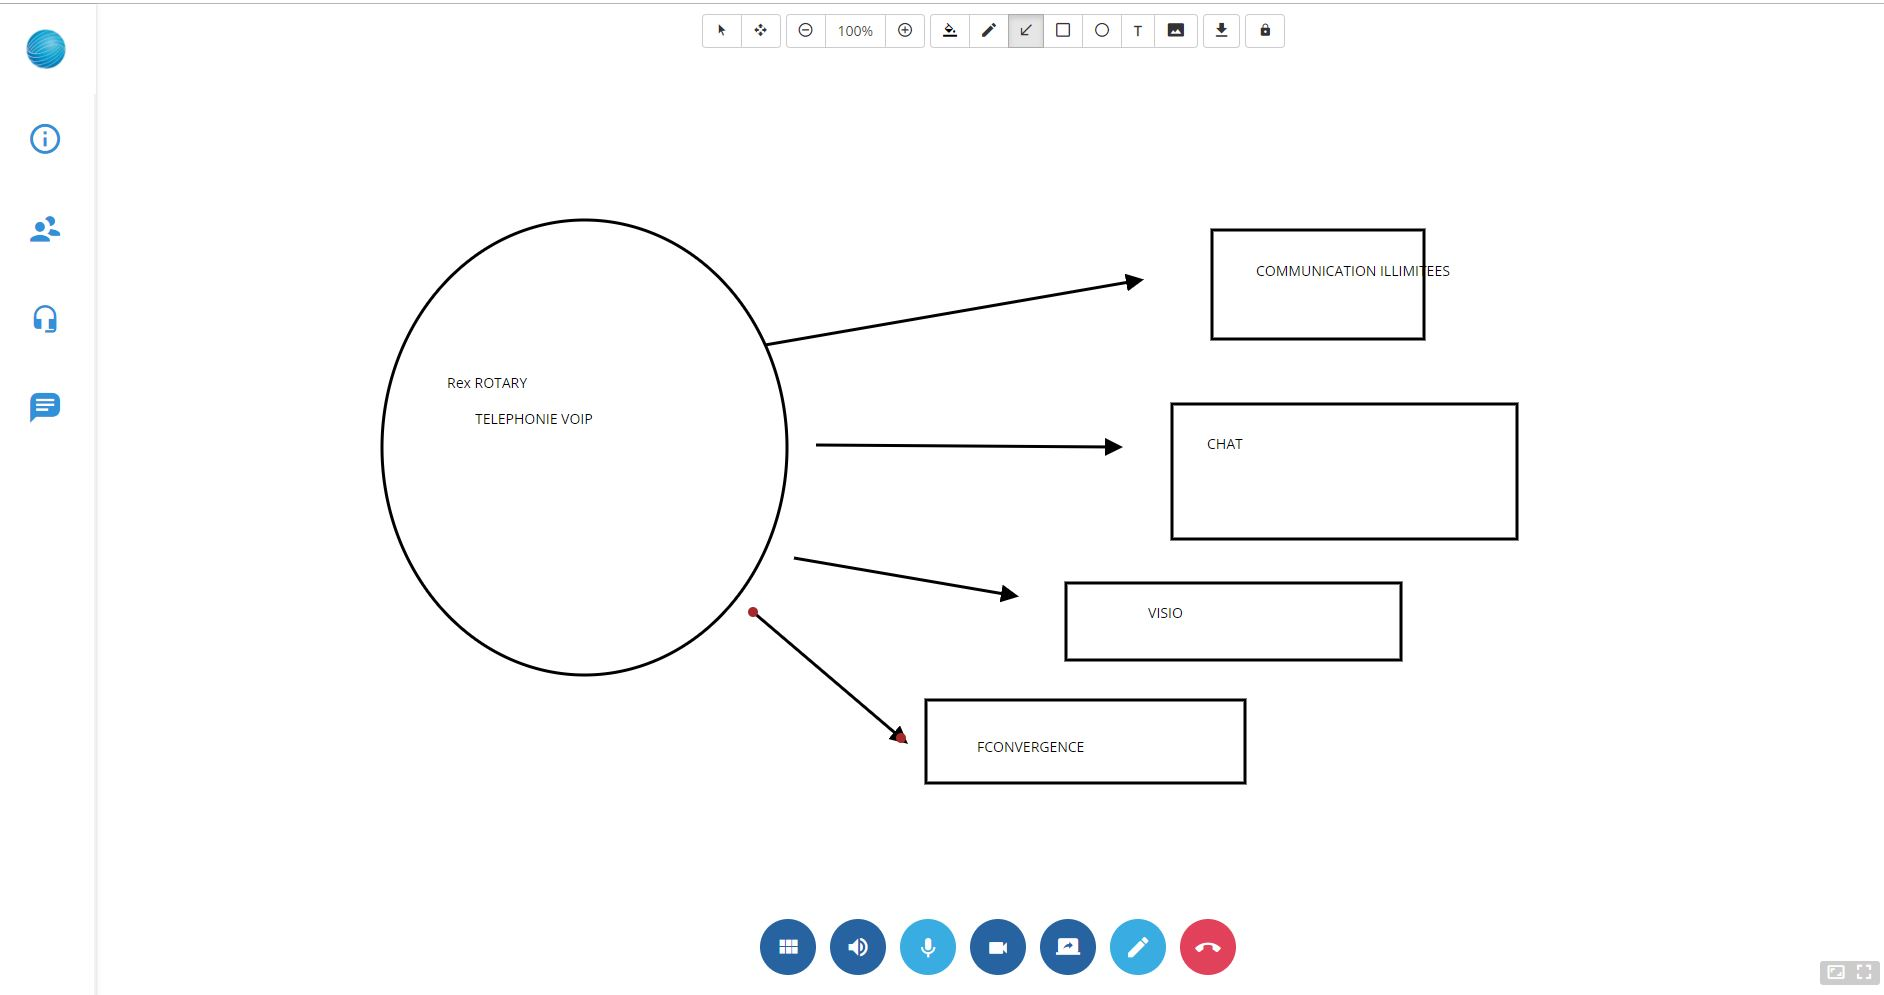 100%
T
Rex ROTARY
TELEPHONIE VOIP
COMMUNICATION ILLIMITEES
CHAT
VISIO
FCONVERGENCE